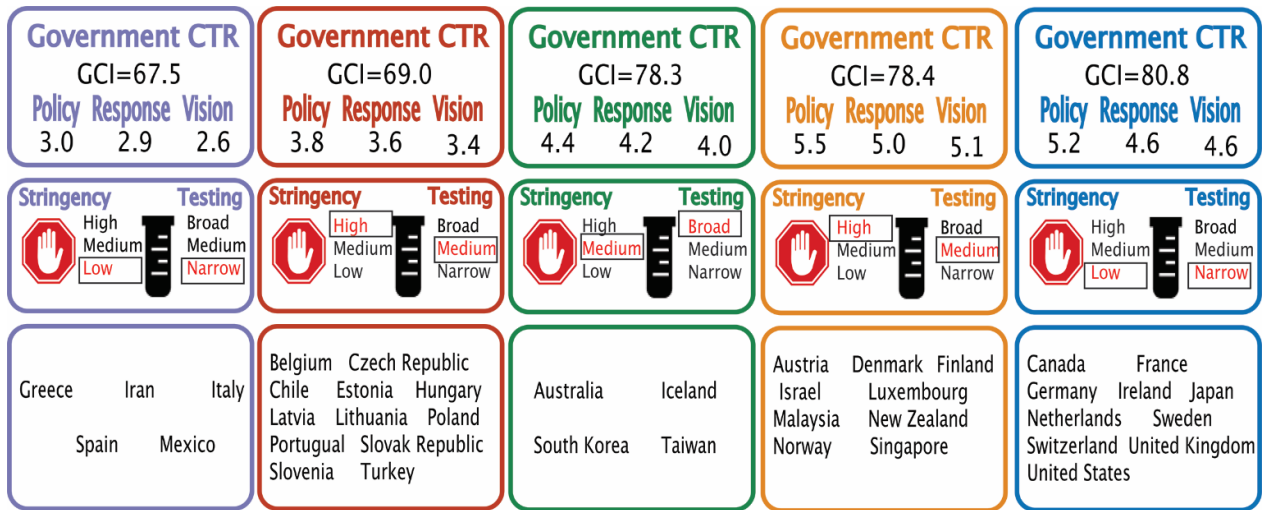 Government CTR
GCI=67.5
Policy Response Vision
3.0 2.9 2.6
Stringency Testing
High Broad
Medium Medium
Low Narrow
Greece Iran Italy
Spain Mexico
Government CTR
GCI=69.0
Policy Response Vision
3.8 3.6 3.4
Stringency Testing
High Broad
Medium Medium
Low Narrow
Belgium Czech Republic
Chile Estonia Hungary
Latvia Lithuania Poland
Portugual Slovak Republic
Slovenia Turkey
Government CTR
GCI=78.3
Policy Response Vision
4.4 4.2 4.0
Stringency Testing
High Broad
Medium Medium
Low Narrow
Australia Iceland
South Korea Taiwan
Government CTR
GCI=78.4
Policy Response Vision
5.5 5.0 5.1
Stringency Testing
High Broad
Medium Medium
Low Narrow
Austria Denmark Finland
Israel Luxembourg
Malaysia New Zealand
Norway Singapore
Government CTR
GCI=80.8
Policy Response Vision
5.2 4.6 4.6
Stringency Testing
High Broad
Medium Medium
Low Narrow
Canada France
Germany Ireland Japan
Netherlands Sweden
Switzerland United Kingdom
United States